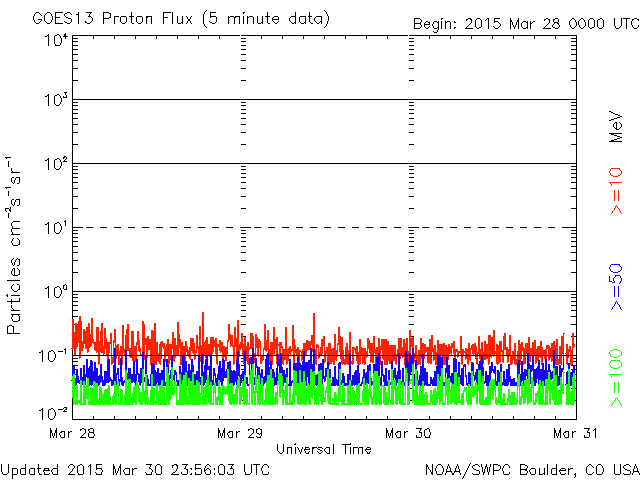 GOES13 Proton Flux (5 minute data)
Begin: 2015 Mar 28 0000 UTC
10⁴
10³
10²
10¹
10⁰
10⁻¹
10⁻²
Particles cm⁻²s⁻¹sr⁻¹
MeV
>=10
>=50
>=100
Mar 28
Mar 29
Mar 30
Mar 31
Universal Time
Updated 2015 Mar 30 23:56:03 UTC
NOAA/SWPC Boulder, CO USA